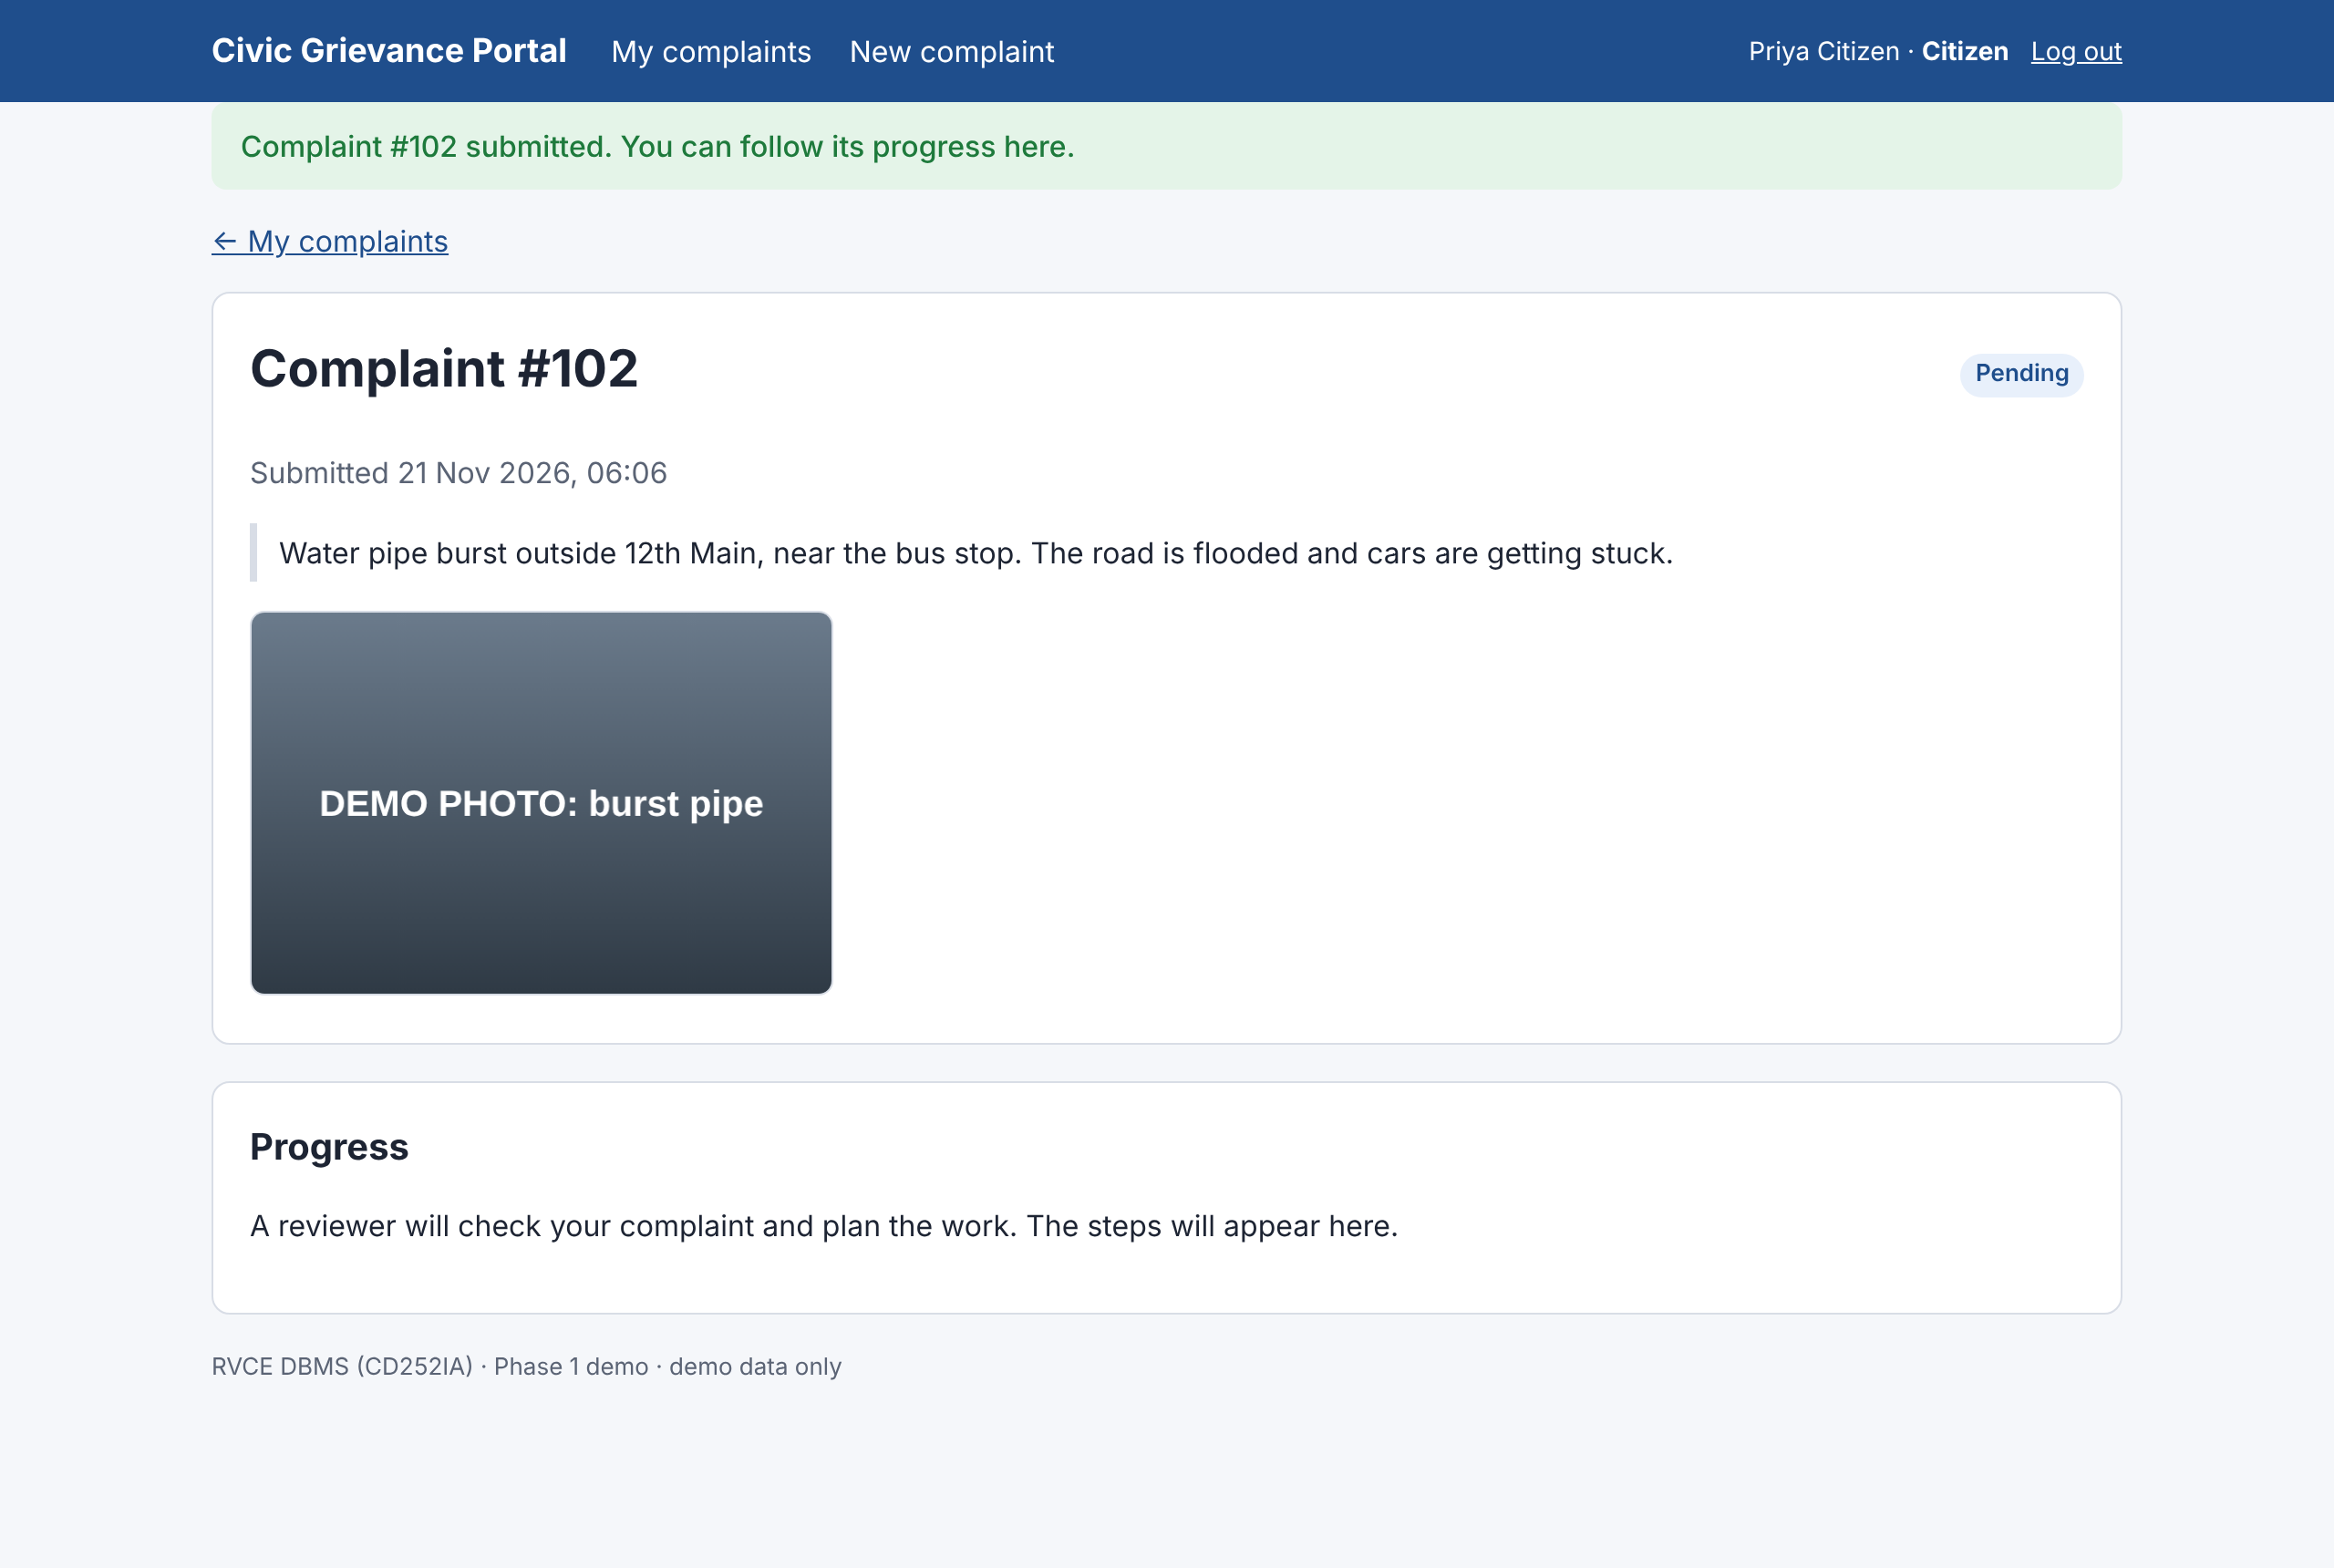 Civic Grievance Portal My complaints New complaint Priya Citizen · Citizen Log out
Complaint #102 submitted. You can follow its progress here.
← My complaints
Complaint #102 Pending
Submitted 21 Nov 2026, 06:06
Water pipe burst outside 12th Main, near the bus stop. The road is flooded and cars are getting stuck.
DEMO PHOTO: burst pipe
Progress
A reviewer will check your complaint and plan the work. The steps will appear here.
RVCE DBMS (CD252IA) · Phase 1 demo · demo data only